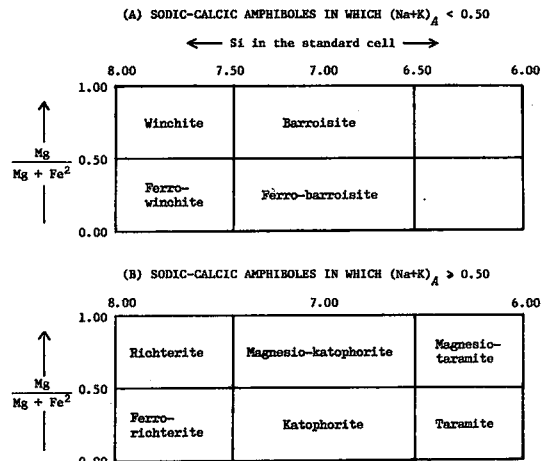 (A) SODIC-CALCIC AMPHIBOLES IN WHICH (Na+K)A < 0.50
Si in the standard cell
8.00 7.50 7.00 6.50 6.00
1.00
Winchite Barroisite
Mg
0.50
Mg + Fe2
Ferro-
winchite
Ferro-barroisite
0.00
(B) SODIC-CALCIC AMPHIBOLES IN WHICH (Na+K)A ⩾ 0.50
8.00 7.00 6.00
1.00
Richterite Magnesio-katophorite Magnesio-
taramite
Mg
0.50
Mg + Fe2
Ferro-
richterite
Katophorite Taramite
0.00